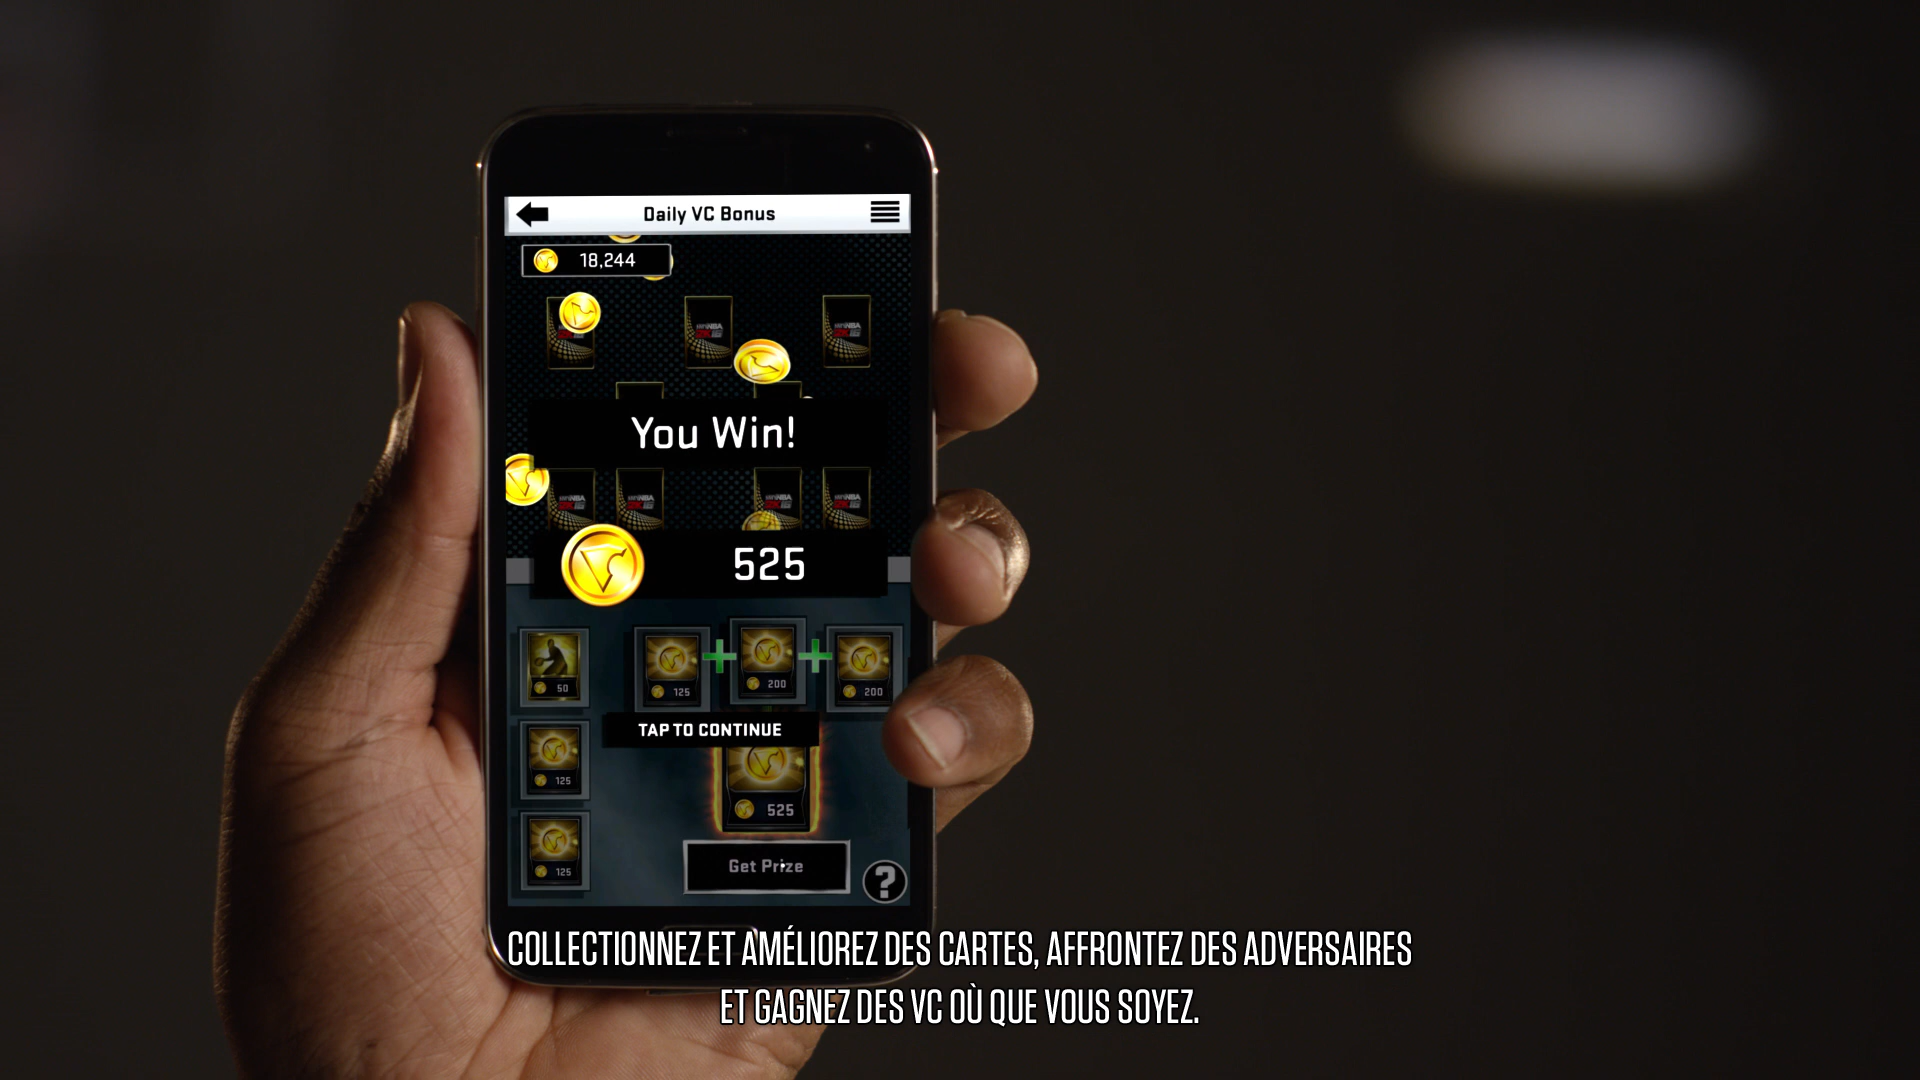 Daily VC Bonus
18,244
You Win!
525
50
125
200
200
TAP TO CONTINUE
125
525
125
Get Prize
?
COLLECTIONNEZ ET AMÉLIOREZ DES CARTES, AFFRONTEZ DES ADVERSAIRES
ET GAGNEZ DES VC OÙ QUE VOUS SOYEZ.